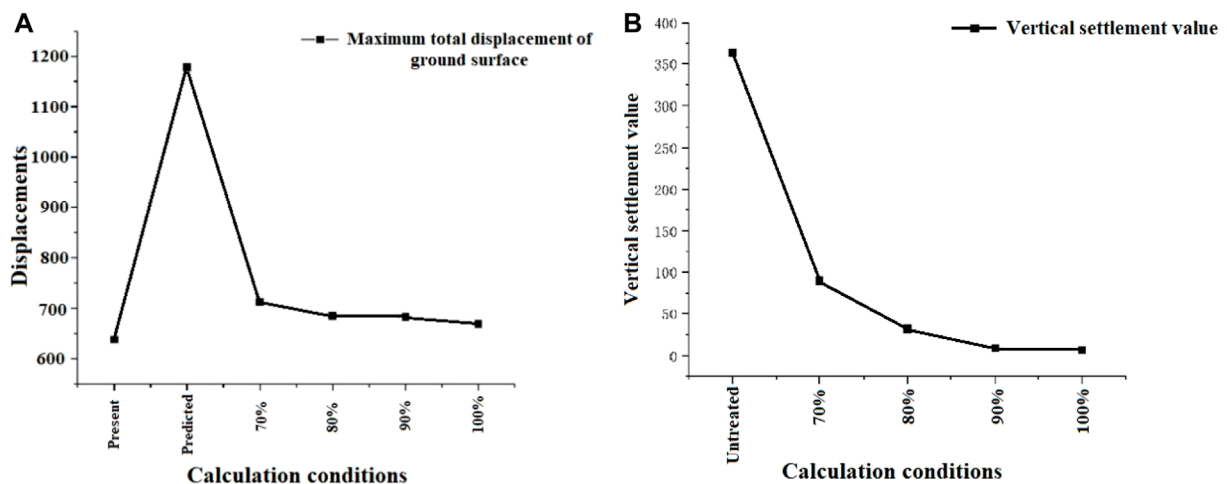 A
Maximum total displacement of
ground surface
1200
1100
1000
900
800
700
600
Displacements
Present
Predicted
70%
80%
90%
100%
Calculation conditions
B
Vertical settlement value
400
350
300
250
200
150
100
50
0
Vertical settlement value
Untreated
70%
80%
90%
100%
Calculation conditions